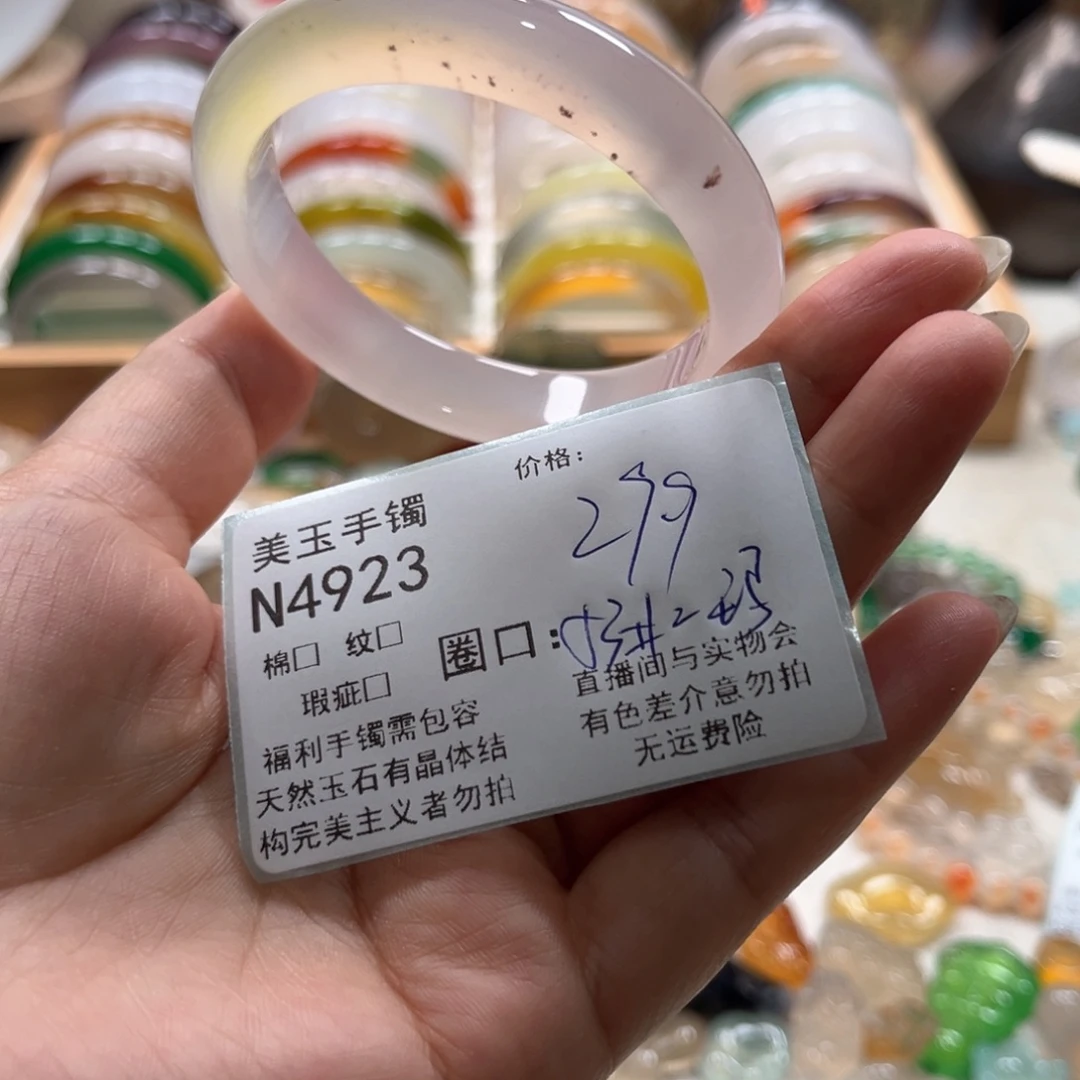 价格:
299
美玉手镯
N4923
棉□ 纹□
圈口:53#
瑕疵□
福利手镯需包容
天然玉石有晶体结
构完美主义者勿拍
直播间与实物会
有色差介意勿拍
无运费险